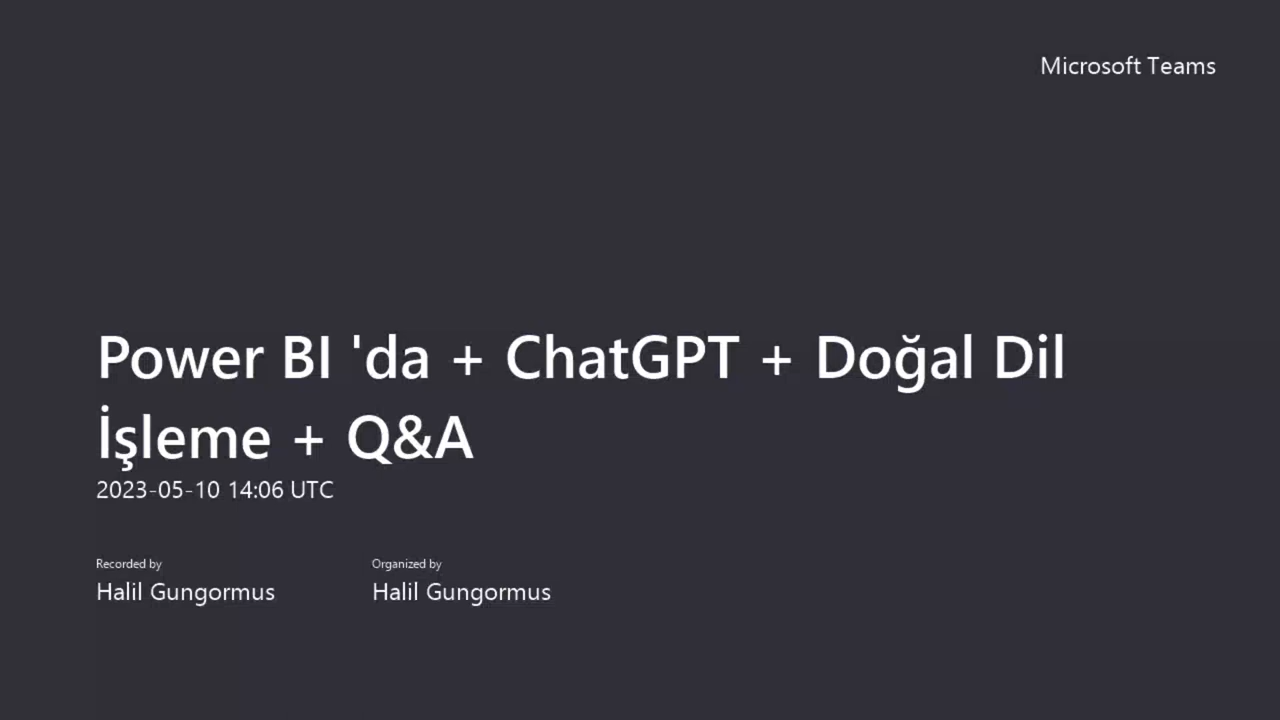 Microsoft Teams
Power BI 'da + ChatGPT + Doğal Dil
İşleme + Q&A
2023-05-10 14:06 UTC
Recorded by
Halil Gungormus
Organized by
Halil Gungormus